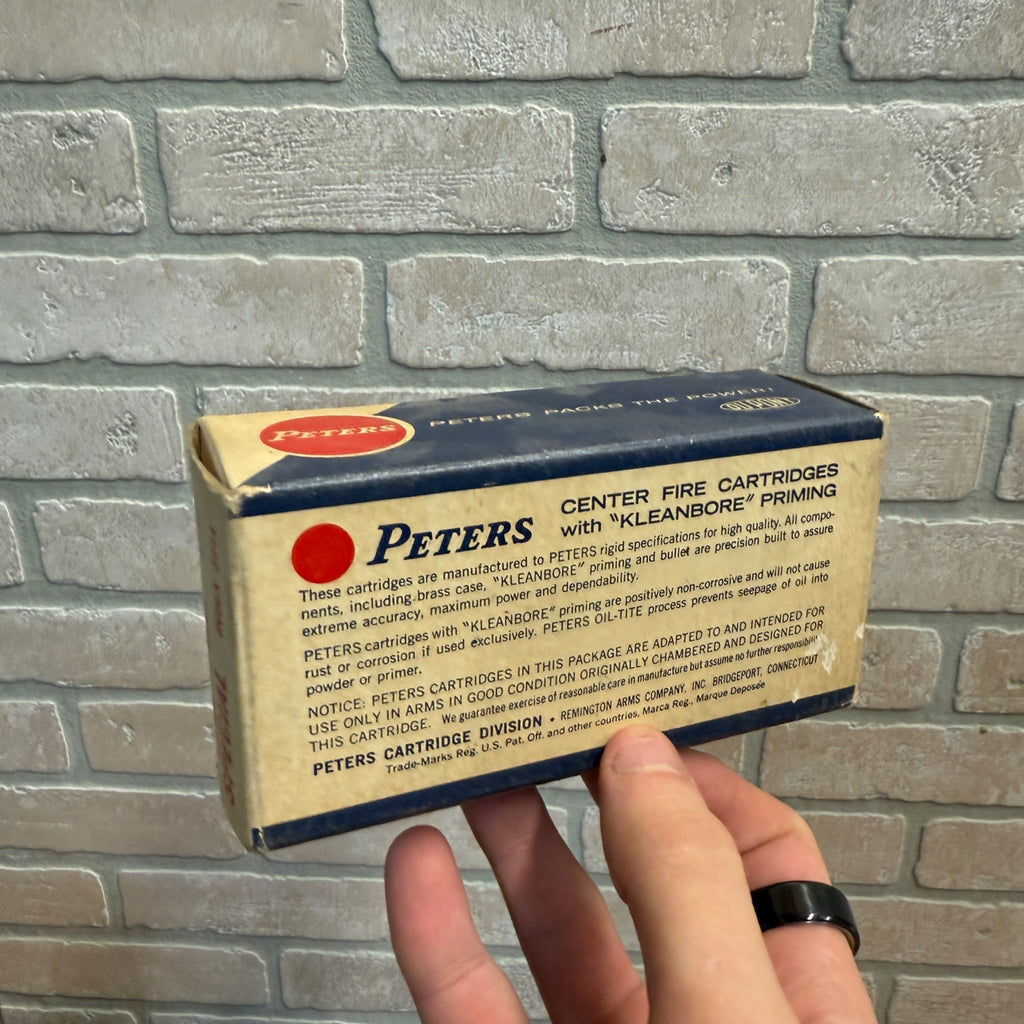 PETERS
PETERS PACKS THE POWER!
DU PONT
PETERS
CENTER FIRE CARTRIDGES
with "KLEANBORE" PRIMING
These cartridges are manufactured to PETERS rigid specifications for high quality. All compo-
nents, including brass case, "KLEANBORE" priming and bullet are precision built to assure
extreme accuracy, maximum power and dependability.
PETERS cartridges with "KLEANBORE" priming are positively non-corrosive and will not cause
rust or corrosion if used exclusively. PETERS OIL-TITE process prevents seepage of oil into
powder or primer.
NOTICE: PETERS CARTRIDGES IN THIS PACKAGE ARE ADAPTED TO AND INTENDED FOR
USE ONLY IN ARMS IN GOOD CONDITION ORIGINALLY CHAMBERED AND DESIGNED FOR
THIS CARTRIDGE. We guarantee exercise of reasonable care in manufacture but assume no further responsibility
PETERS CARTRIDGE DIVISION • REMINGTON ARMS COMPANY, INC. BRIDGEPORT, CONNECTICUT
Trade-Marks Reg. U.S. Pat. Off. and other countries, Marca Reg., Marque Deposée